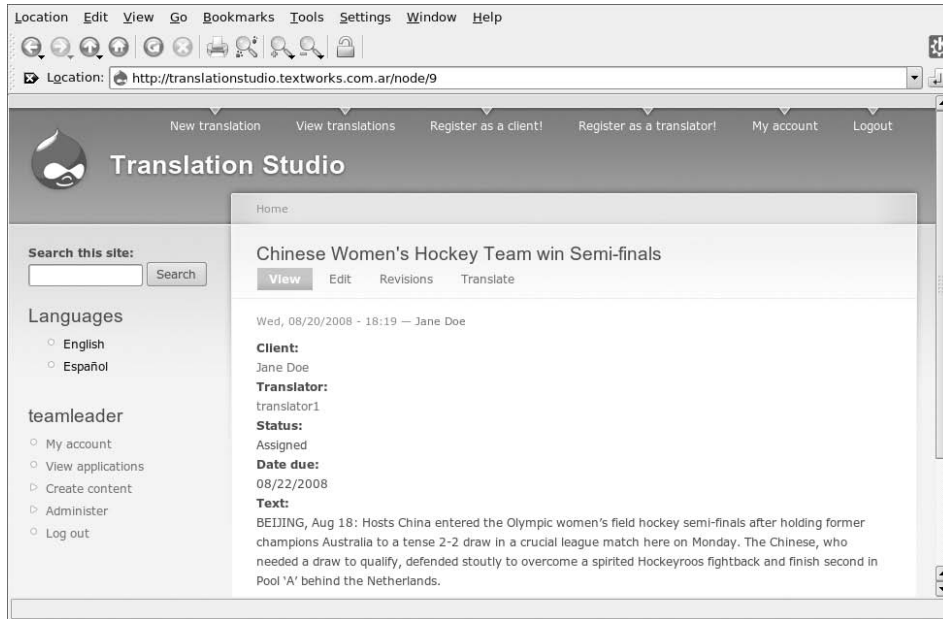 Location Edit View Go Bookmarks Tools Settings Window Help
Location: http://translationstudio.textworks.com.ar/node/9
New translation View translations Register as a client! Register as a translator! My account Logout
Translation Studio
Home
Search this site:
Search
Languages
English
Español
teamleader
My account
View applications
Create content
Administer
Log out
Chinese Women's Hockey Team win Semi-finals
View Edit Revisions Translate
Wed, 08/20/2008 - 18:19 — Jane Doe
Client:
Jane Doe
Translator:
translator1
Status:
Assigned
Date due:
08/22/2008
Text:
BEIJING, Aug 18: Hosts China entered the Olympic women’s field hockey semi-finals after holding former
champions Australia to a tense 2-2 draw in a crucial league match here on Monday. The Chinese, who
needed a draw to qualify, defended stoutly to overcome a spirited Hockeyroos fightback and finish second in
Pool ‘A’ behind the Netherlands.